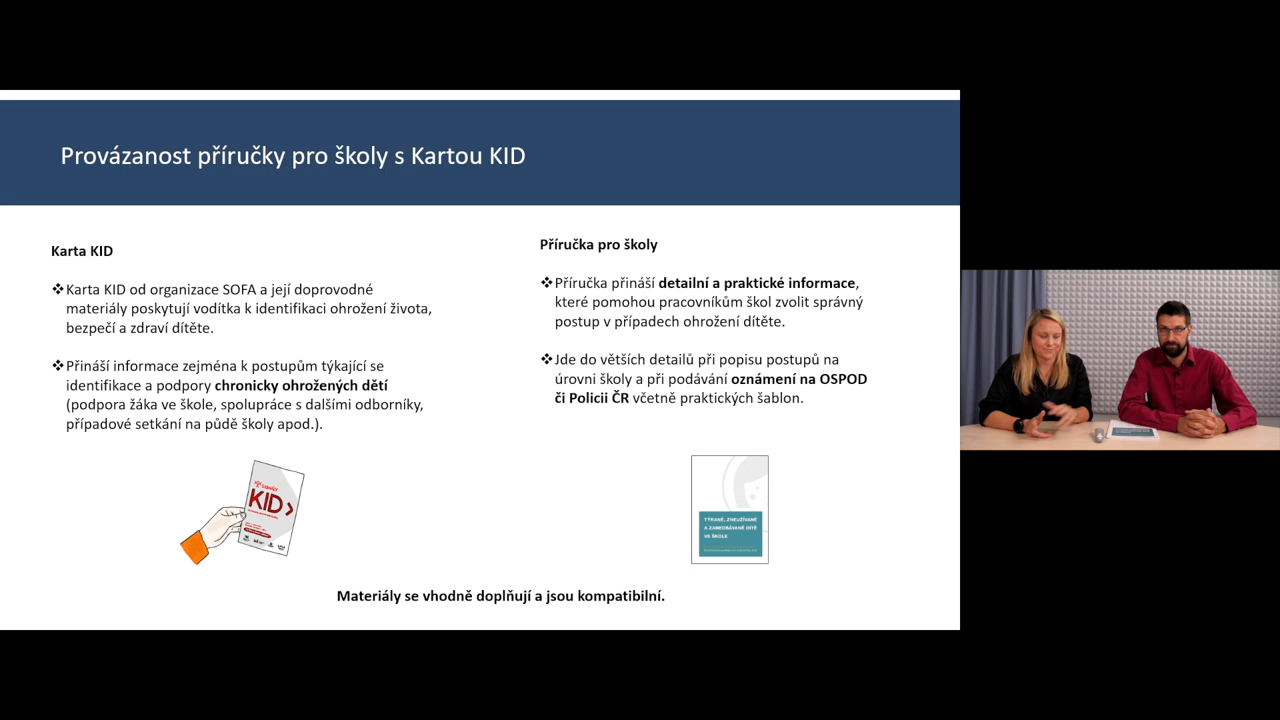 Provázanost příručky pro školy s Kartou KID
Karta KID
❖Karta KID od organizace SOFA a její doprovodné
materiály poskytují vodítka k identifikaci ohrožení života,
bezpečí a zdraví dítěte.
❖Přináší informace zejména k postupům týkající se
identifikace a podpory chronicky ohrožených dětí
(podpora žáka ve škole, spolupráce s dalšími odborníky,
případové setkání na půdě školy apod.).
KID
Příručka pro školy
❖Příručka přináší detailní a praktické informace,
které pomohou pracovníkům škol zvolit správný
postup v případech ohrožení dítěte.
❖Jde do větších detailů při popisu postupů na
úrovni školy a při podávání oznámení na OSPOD
či Policii ČR včetně praktických šablon.
TÝRANÉ, ZNEUŽÍVANÉ
A ZANEDBÁVANÉ DÍTĚ
VE ŠKOLE
Materiály se vhodně doplňují a jsou kompatibilní.